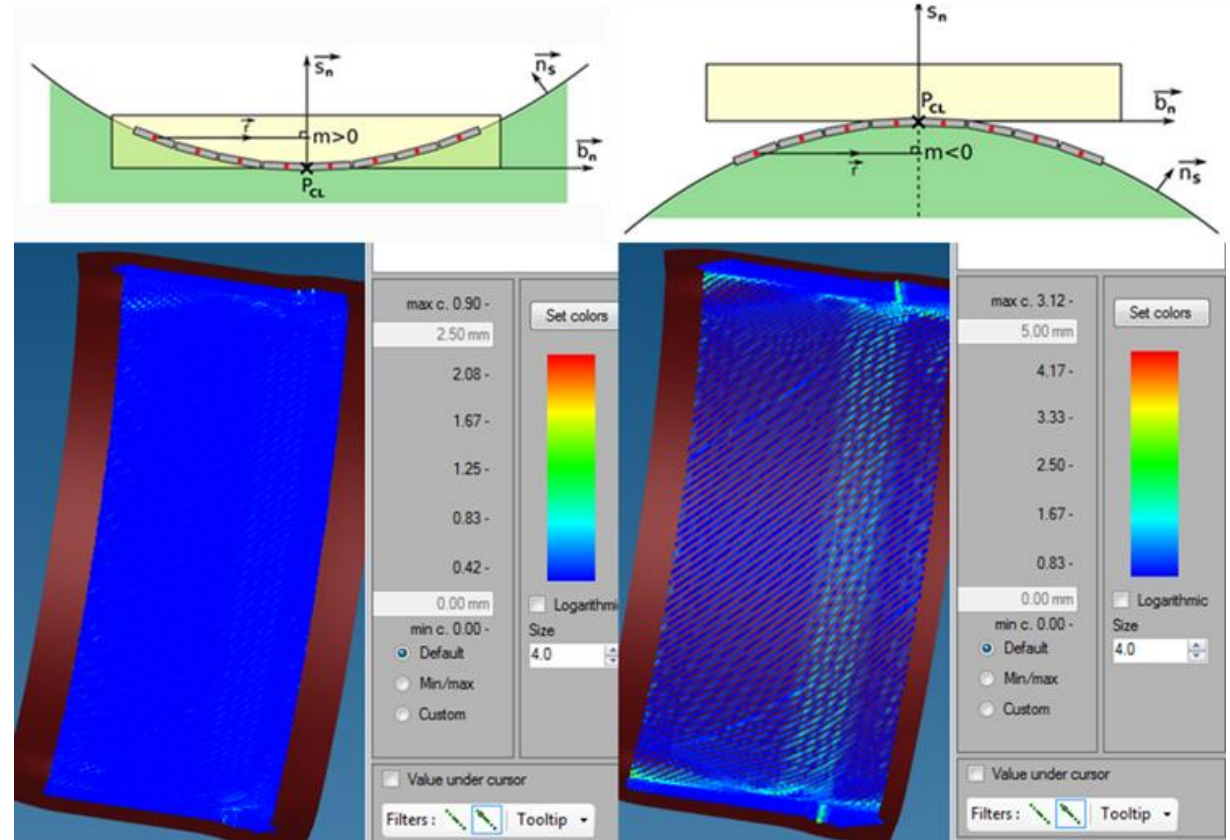 s_n
n_s
m>0
b_n
r
P_CL
s_n
P_CL
b_n
m<0
r
n_s
max c. 0.90 -
2.50 mm
2.08 -
1.67 -
1.25 -
0.83 -
0.42 -
0.00 mm
min c. 0.00 -
Default
Min/max
Custom
Set colors
Logarithmi
Size
4.0
Value under cursor
Filters :
Tooltip
max c. 3.12 -
5.00 mm
4.17 -
3.33 -
2.50 -
1.67 -
0.83 -
0.00 mm
min c. 0.00 -
Default
Min/max
Custom
Set colors
Logarithmic
Size
4.0
Value under cursor
Filters :
Tooltip